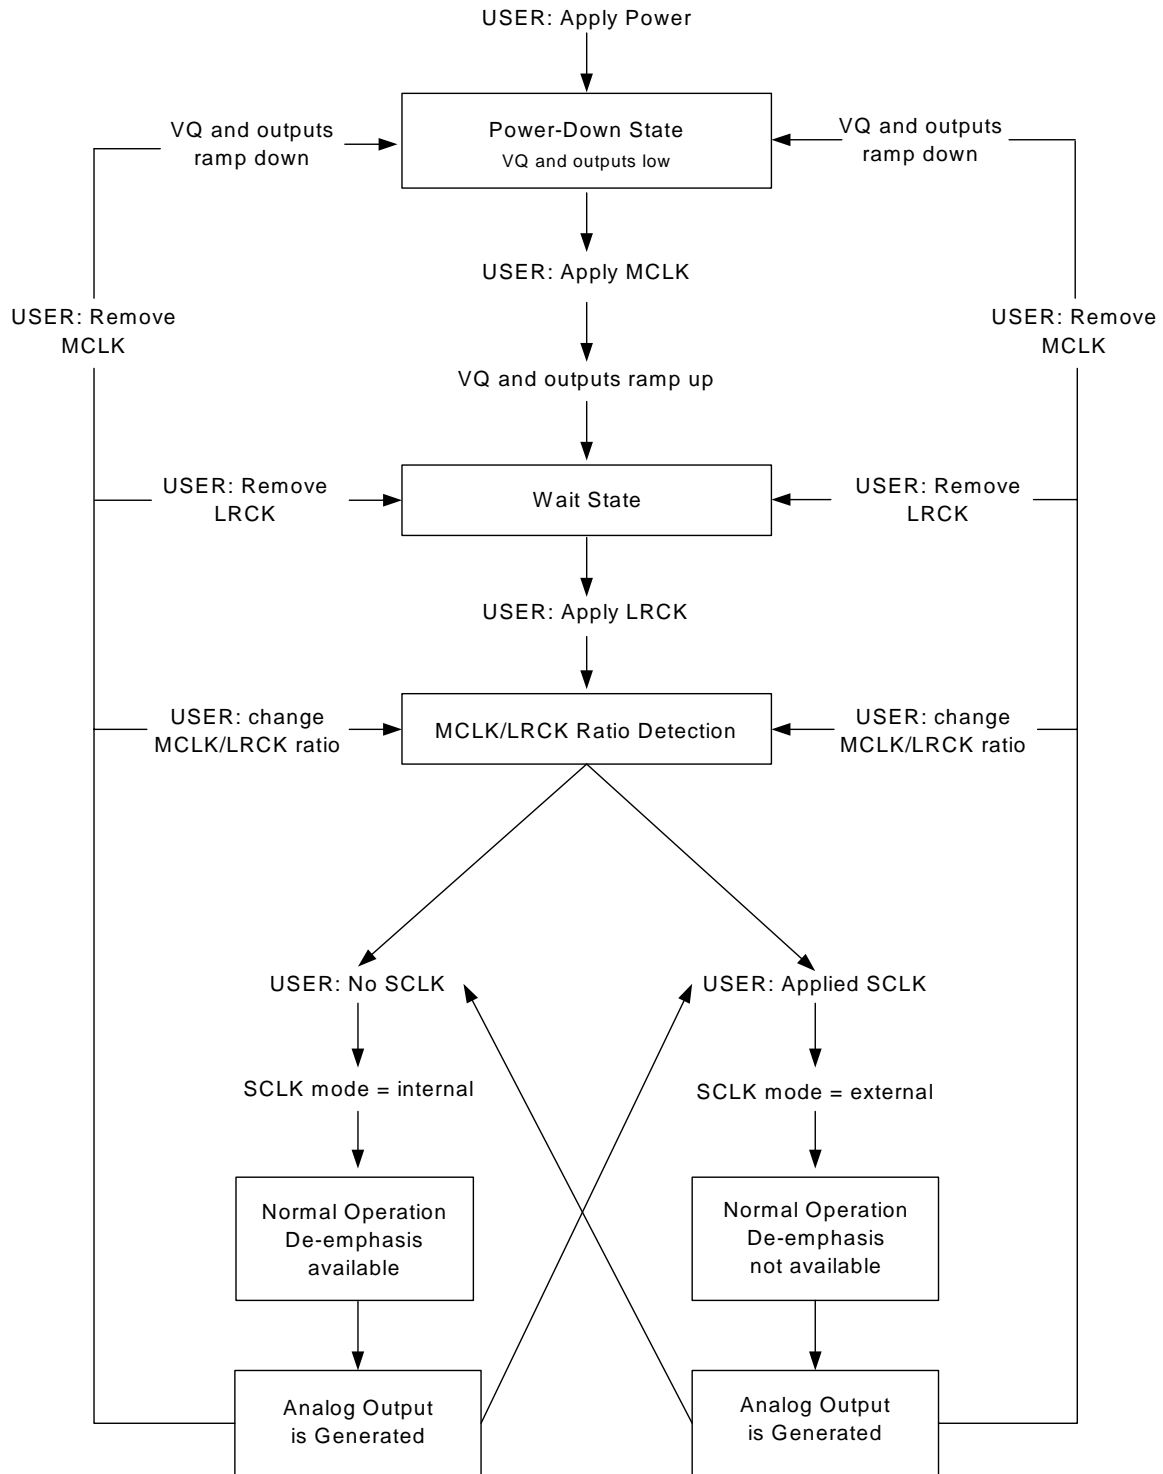 USER: Apply Power
VQ and outputs
ramp down
Power-Down State
VQ and outputs low
VQ and outputs
ramp down
USER: Apply MCLK
USER: Remove
MCLK
USER: Remove
MCLK
VQ and outputs ramp up
USER: Remove
LRCK
Wait State
USER: Remove
LRCK
USER: Apply LRCK
USER: change
MCLK/LRCK ratio
MCLK/LRCK Ratio Detection
USER: change
MCLK/LRCK ratio
USER: No SCLK
USER: Applied SCLK
SCLK mode = internal
SCLK mode = external
Normal Operation
De-emphasis
available
Normal Operation
De-emphasis
not available
Analog Output
is Generated
Analog Output
is Generated